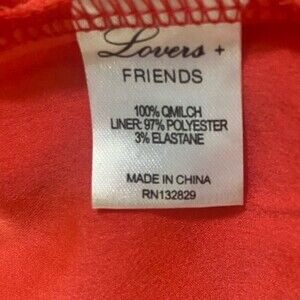 Lovers +
FRIENDS
100% QMILCH
LINER: 97% POLYESTER
3% ELASTANE
MADE IN CHINA
RN132829